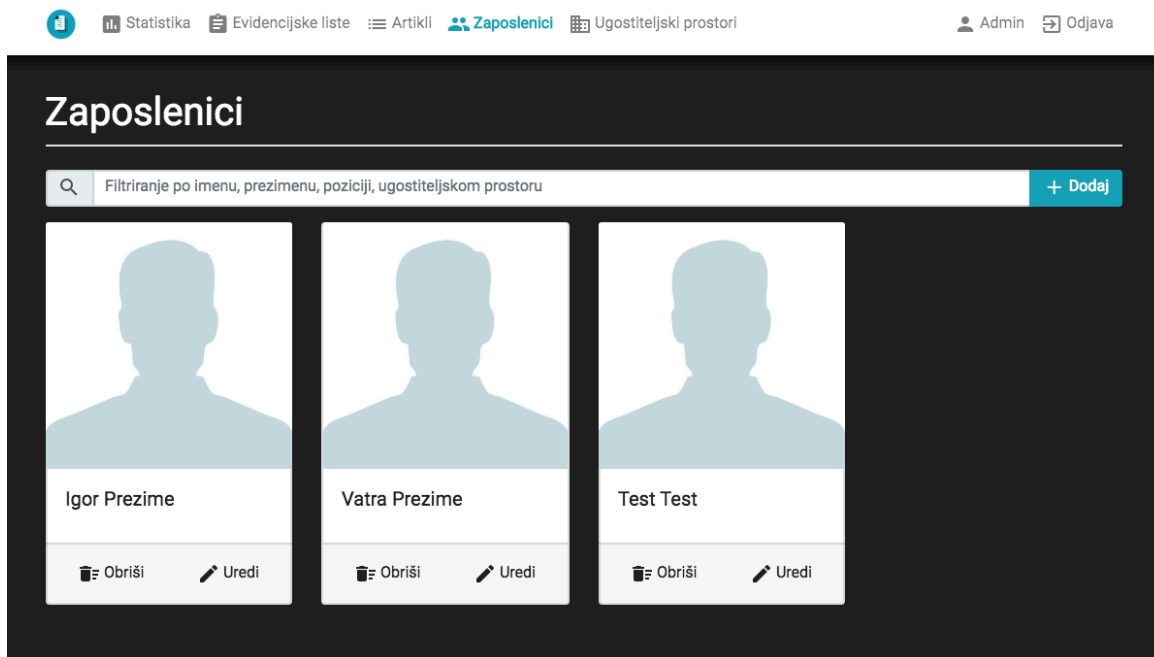 Statistika Evidencijske liste Artikli Zaposlenici Ugostiteljski prostori Admin Odjava
Zaposlenici
Filtriranje po imenu, prezimenu, poziciji, ugostiteljskom prostoru + Dodaj
Igor Prezime Vatra Prezime Test Test
Obriši Uredi Obriši Uredi Obriši Uredi